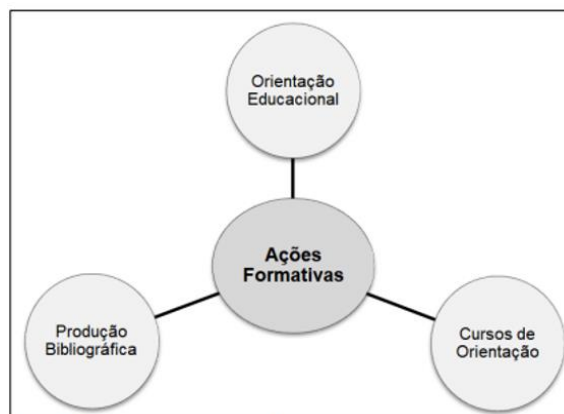 Orientação
Educacional
Ações
Formativas
Produção
Bibliográfica
Cursos de
Orientação